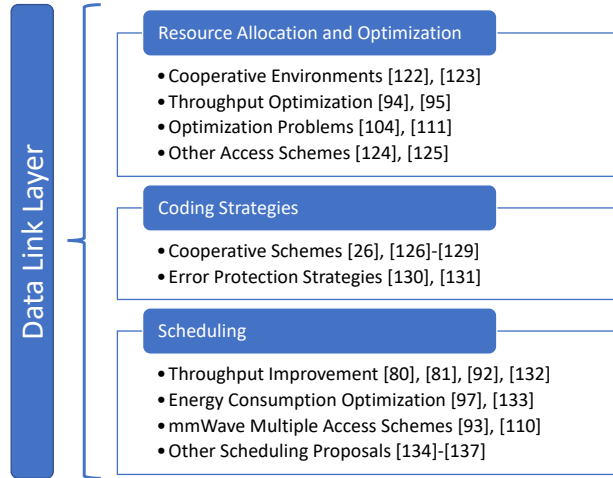 Data Link Layer
Resource Allocation and Optimization
•Cooperative Environments [122], [123]
•Throughput Optimization [94], [95]
•Optimization Problems [104], [111]
•Other Access Schemes [124], [125]
Coding Strategies
•Cooperative Schemes [26], [126]-[129]
•Error Protection Strategies [130], [131]
Scheduling
•Throughput Improvement [80], [81], [92], [132]
•Energy Consumption Optimization [97], [133]
•mmWave Multiple Access Schemes [93], [110]
•Other Scheduling Proposals [134]-[137]